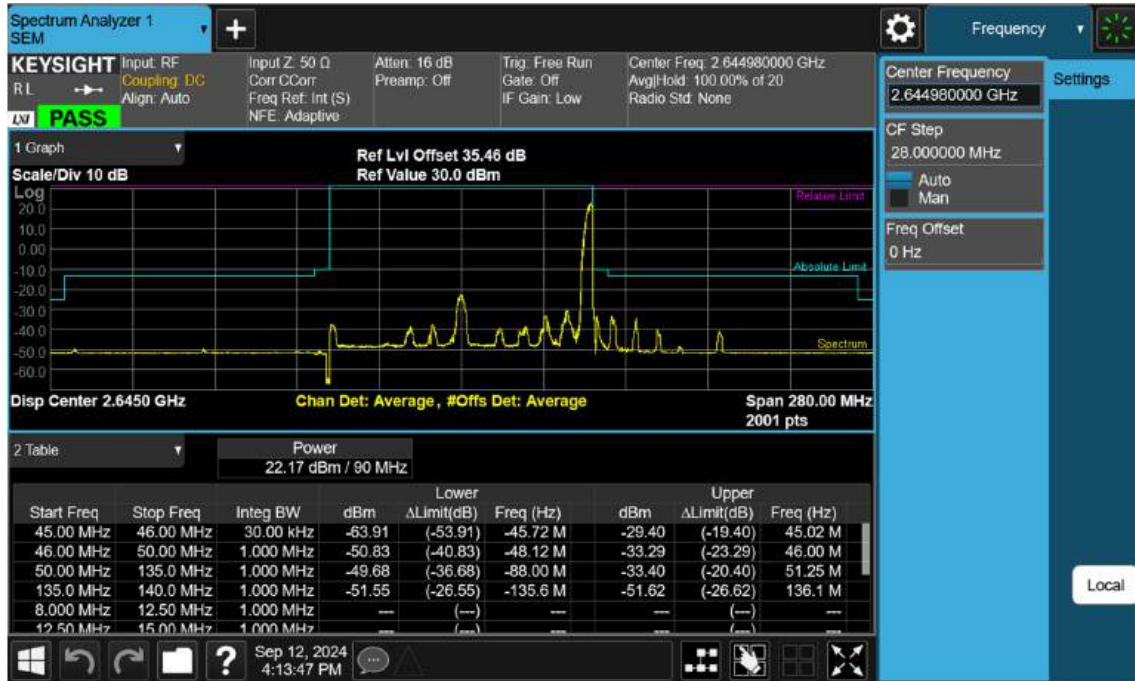 Spectrum Analyzer 1
SEM
Frequency
KEYSIGHT
RL
LXI PASS
Input: RF
Coupling: DC
Align: Auto
Input Z: 50 Ω
Corr CCorr
Freq Ref: Int (S)
NFE: Adaptive
Atten: 16 dB
Preamp: Off
Trig: Free Run
Gate: Off
IF Gain: Low
Center Freq: 2.644980000 GHz
Avg|Hold: 100.00% of 20
Radio Std: None
Center Frequency
2.644980000 GHz
Settings
CF Step
28.000000 MHz
Auto
Man
Freq Offset
0 Hz
Local
1 Graph
Scale/Div 10 dB
Ref Lvl Offset 35.46 dB
Ref Value 30.0 dBm
Log
20.0
10.0
0.00
-10.0
-20.0
-30.0
-40.0
-50.0
-60.0
Relative Limit
Absolute Limit
Spectrum
Disp Center 2.6450 GHz
Chan Det: Average, #Offs Det: Average
Span 280.00 MHz
2001 pts
2 Table
Power
22.17 dBm / 90 MHz
Lower Upper
Start Freq Stop Freq Integ BW dBm ΔLimit(dB) Freq (Hz) dBm ΔLimit(dB) Freq (Hz)
45.00 MHz 46.00 MHz 30.00 kHz -63.91 (-53.91) -45.72 M -29.40 (-19.40) 45.02 M
46.00 MHz 50.00 MHz 1.000 MHz -50.83 (-40.83) -48.12 M -33.29 (-23.29) 46.00 M
50.00 MHz 135.0 MHz 1.000 MHz -49.68 (-36.68) -88.00 M -33.40 (-20.40) 51.25 M
135.0 MHz 140.0 MHz 1.000 MHz -51.55 (-26.55) -135.6 M -51.62 (-26.62) 136.1 M
8.000 MHz 12.50 MHz 1.000 MHz --- (---) --- --- (---) ---
12.50 MHz 15.00 MHz 1.000 MHz --- (---) --- --- (---) ---
?
Sep 12, 2024
4:13:47 PM